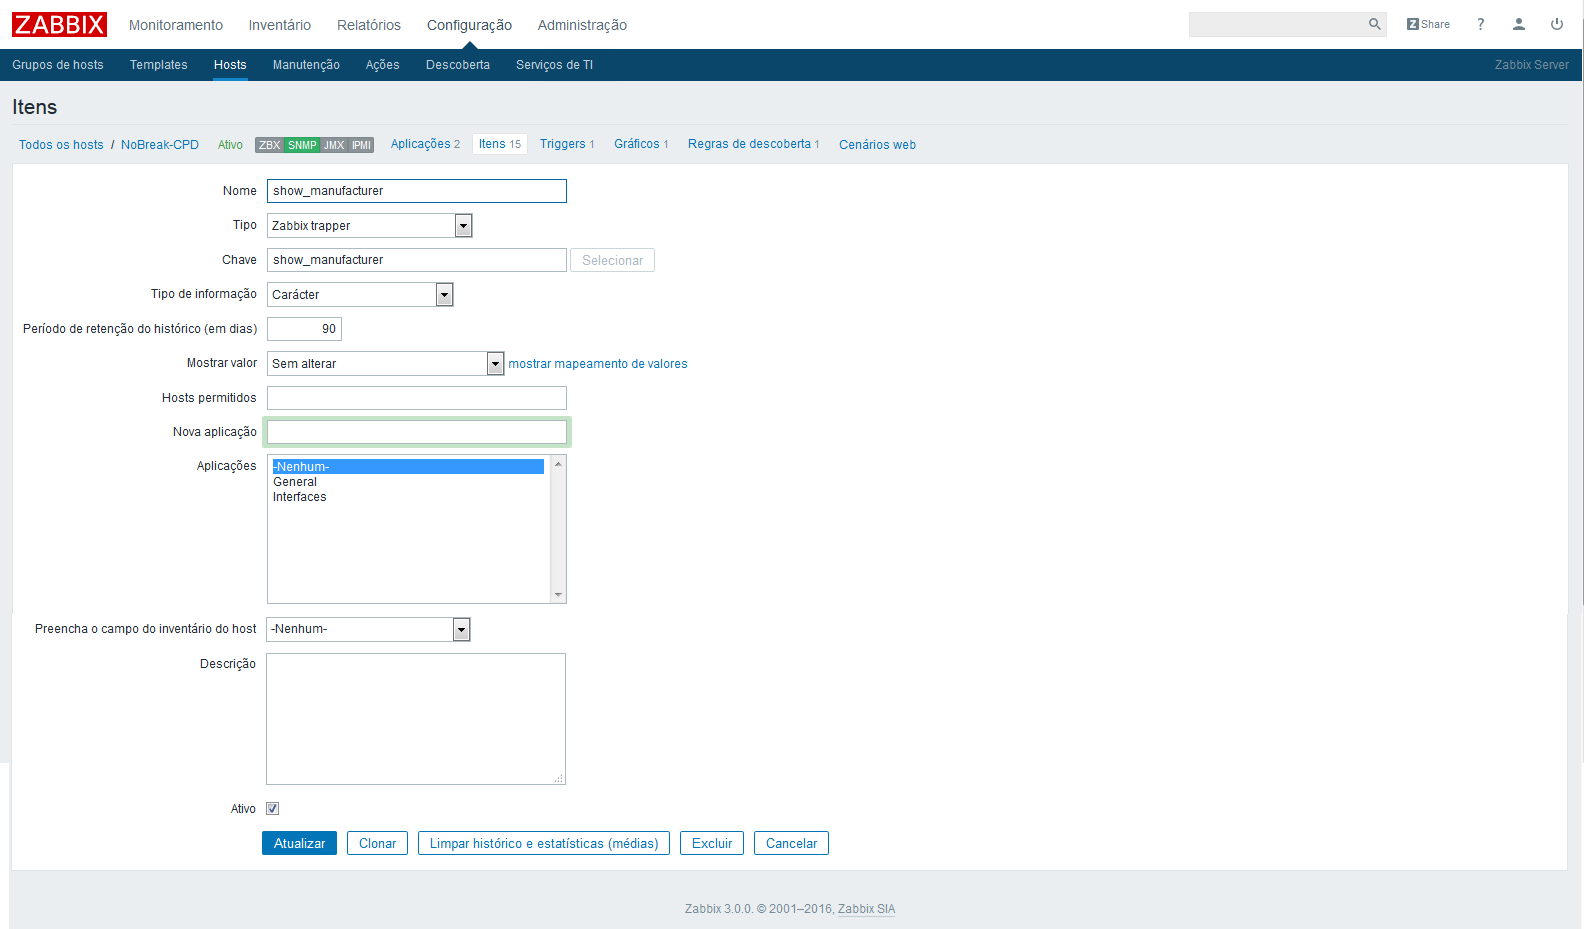 ZABBIX Monitoramento Inventário Relatórios Configuração Administração Z Share ?
Grupos de hosts Templates Hosts Manutenção Ações Descoberta Serviços de TI Zabbix Server
Itens
Todos os hosts / NoBreak-CPD Ativo ZBX SNMP JMX IPMI Aplicações 2 Itens 15 Triggers 1 Gráficos 1 Regras de descoberta 1 Cenários web
Nome show_manufacturer
Tipo Zabbix trapper
Chave show_manufacturer Selecionar
Tipo de informação Carácter
Período de retenção do histórico (em dias) 90
Mostrar valor Sem alterar mostrar mapeamento de valores
Hosts permitidos
Nova aplicação
Aplicações -Nenhum-
General
Interfaces
Preencha o campo do inventário do host -Nenhum-
Descrição
Ativo
Atualizar Clonar Limpar histórico e estatísticas (médias) Excluir Cancelar
Zabbix 3.0.0. © 2001–2016, Zabbix SIA